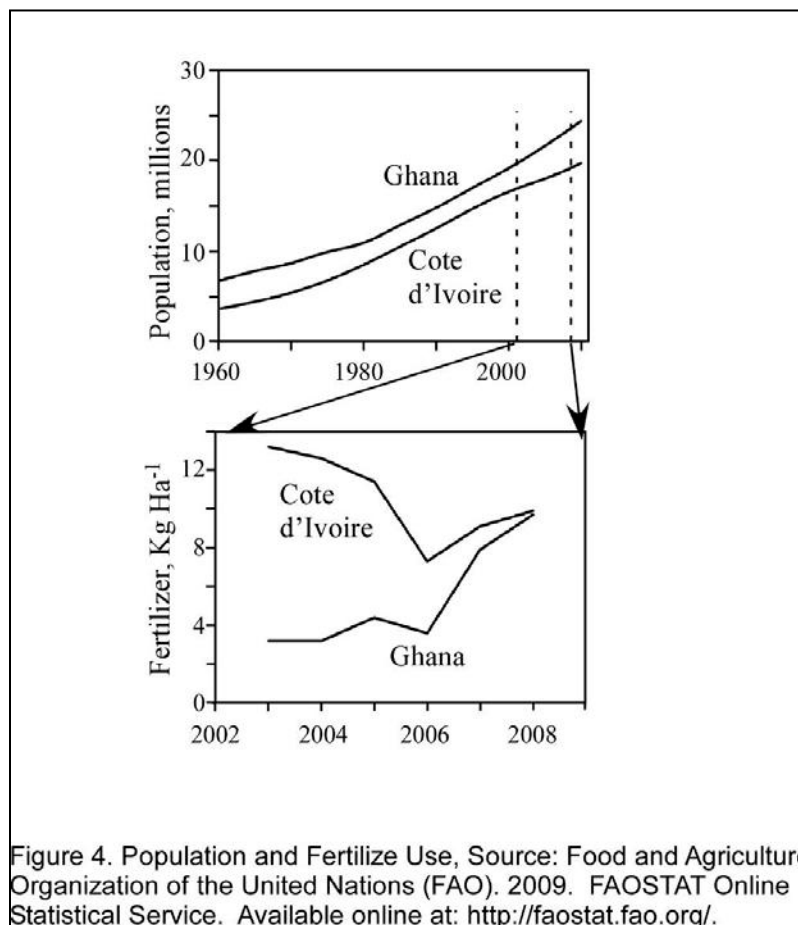 30
20
10
0
Population, millions
Ghana
Cote
d'Ivoire
1960
1980
2000
12
8
4
0
Fertilizer, Kg Ha-1
Cote
d'Ivoire
Ghana
2002
2004
2006
2008
Figure 4. Population and Fertilize Use, Source: Food and Agriculture
Organization of the United Nations (FAO). 2009. FAOSTAT Online
Statistical Service. Available online at: http://faostat.fao.org/.